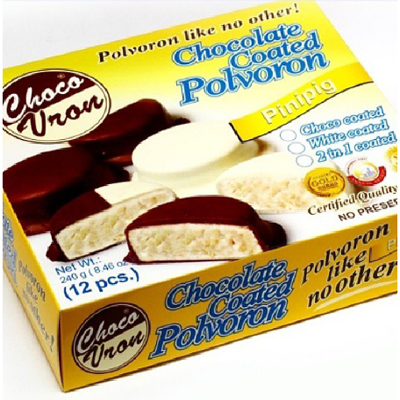 Polvoron like no other!
Choco
Vron
Chocolate
Coated
Polvoron
Pinipig
Choco coated
White coated
2 in 1 coated
GOLD
Certified Quality
NO PRESER
Net Wt.:
240 g (8.46 oz.)
(12 pcs.)
Choco
Vron
Chocolate
Coated
Polvoron
Polvoron
like
no other!
Pi